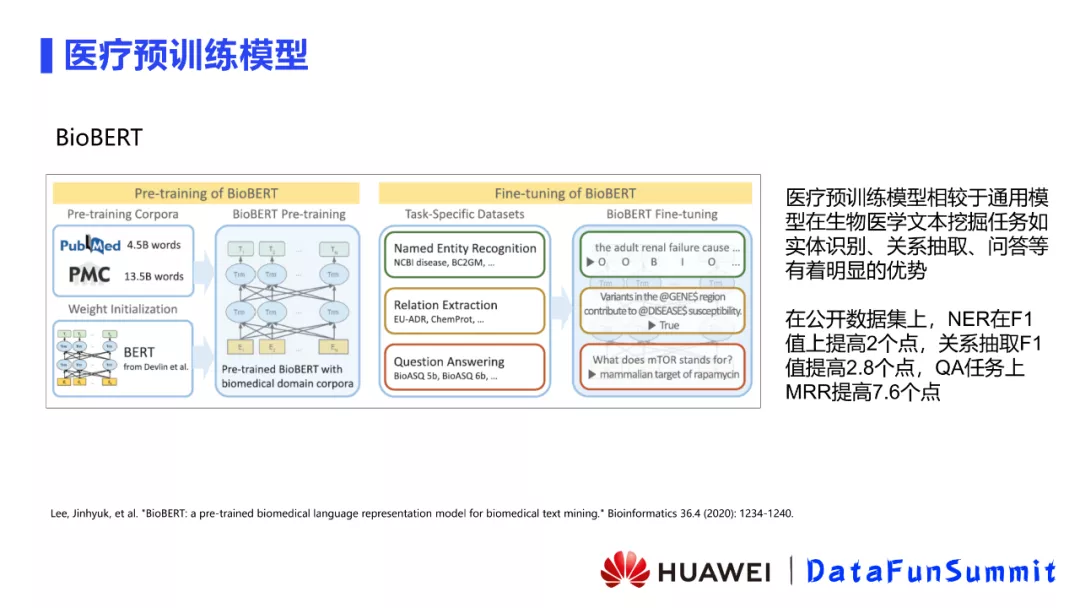 医疗预训练模型
BioBERT
Pre-training of BioBERT
Pre-training Corpora
PubMed 4.5B words
PMC 13.5B words
Weight Initialization
BERT
from Devlin et al.
BioBERT Pre-training
Trm Trm Trm
Trm Trm Trm
Pre-trained BioBERT with
biomedical domain corpora
Fine-tuning of BioBERT
Task-Specific Datasets
Named Entity Recognition
NCBI disease, BC2GM, ...
Relation Extraction
EU-ADR, ChemProt, ...
Question Answering
BioASQ 5b, BioASQ 6b, ...
BioBERT Fine-tuning
the adult renal failure cause ...
▶ O O B I O ...
Variants in the @GENE$ region
contribute to @DISEASE$ susceptibility.
▶ True
What does mTOR stands for?
▶ mammalian target of rapamycin
医疗预训练模型相较于通用模
型在生物医学文本挖掘任务如
实体识别、关系抽取、问答等
有着明显的优势
在公开数据集上，NER在F1
值上提高2个点，关系抽取F1
值提高2.8个点，QA任务上
MRR提高7.6个点
Lee, Jinhyuk, et al. "BioBERT: a pre-trained biomedical language representation model for biomedical text mining." Bioinformatics 36.4 (2020): 1234-1240.
HUAWEI | DataFunSummit